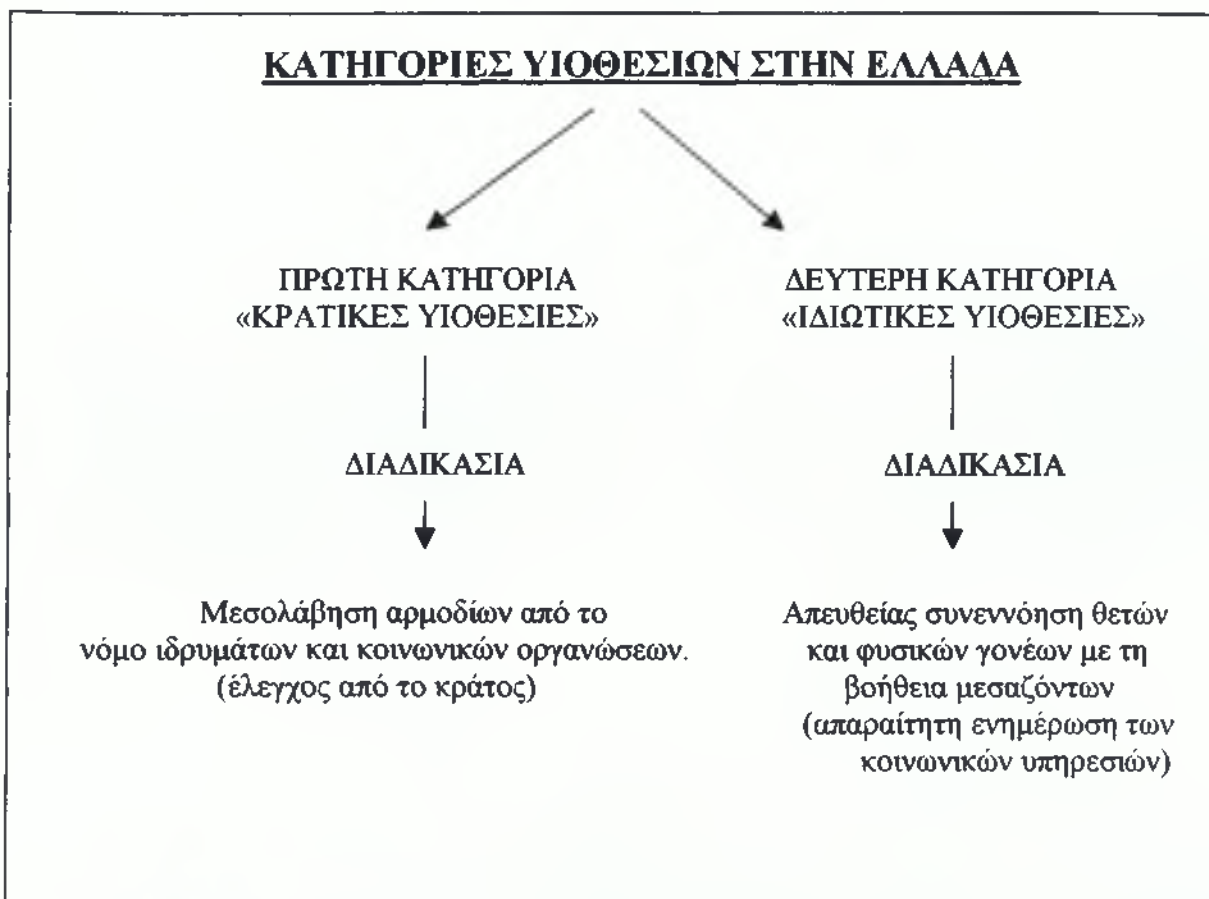 ΚΑΤΗΓΟΡΙΕΣ ΥΙΟΘΕΣΙΩΝ ΣΤΗΝ ΕΛΛΑΔΑ
ΠΡΩΤΗ ΚΑΤΗΓΟΡΙΑ
«ΚΡΑΤΙΚΕΣ ΥΙΟΘΕΣΙΕΣ»
ΔΙΑΔΙΚΑΣΙΑ
Μεσολάβηση αρμοδίων από το
νόμο ιδρυμάτων και κοινωνικών οργανώσεων.
(έλεγχος από το κράτος)
ΔΕΥΤΕΡΗ ΚΑΤΗΓΟΡΙΑ
«ΙΔΙΩΤΙΚΕΣ ΥΙΟΘΕΣΙΕΣ»
ΔΙΑΔΙΚΑΣΙΑ
Απευθείας συνεννόηση θετών
και φυσικών γονέων με τη
βοήθεια μεσαζόντων
(απαραίτητη ενημέρωση των
κοινωνικών υπηρεσιών)